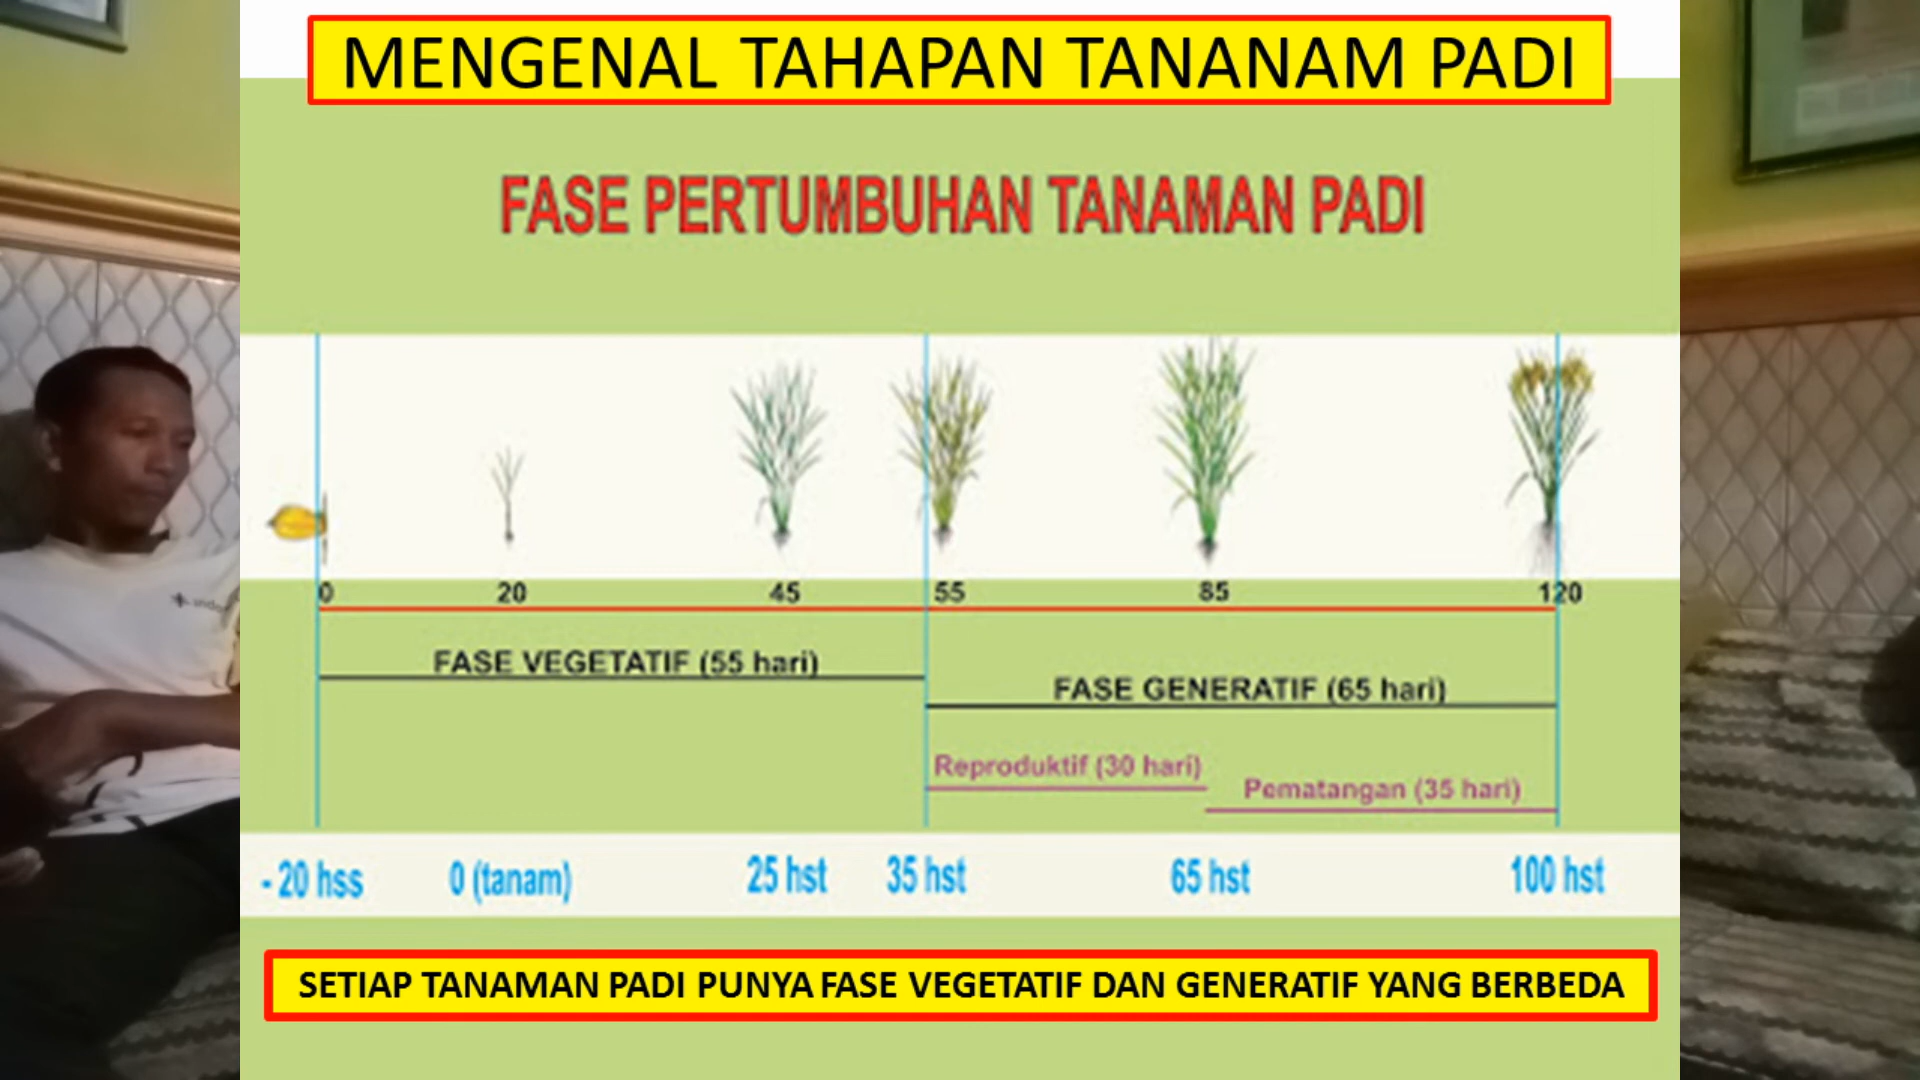 MENGENAL TAHAPAN TANANAM PADI
FASE PERTUMBUHAN TANAMAN PADI
0 20 45 55 85 120
FASE VEGETATIF (55 hari)
FASE GENERATIF (65 hari)
Reproduktif (30 hari)
Pematangan (35 hari)
- 20 hss 0 (tanam) 25 hst 35 hst 65 hst 100 hst
SETIAP TANAMAN PADI PUNYA FASE VEGETATIF DAN GENERATIF YANG BERBEDA